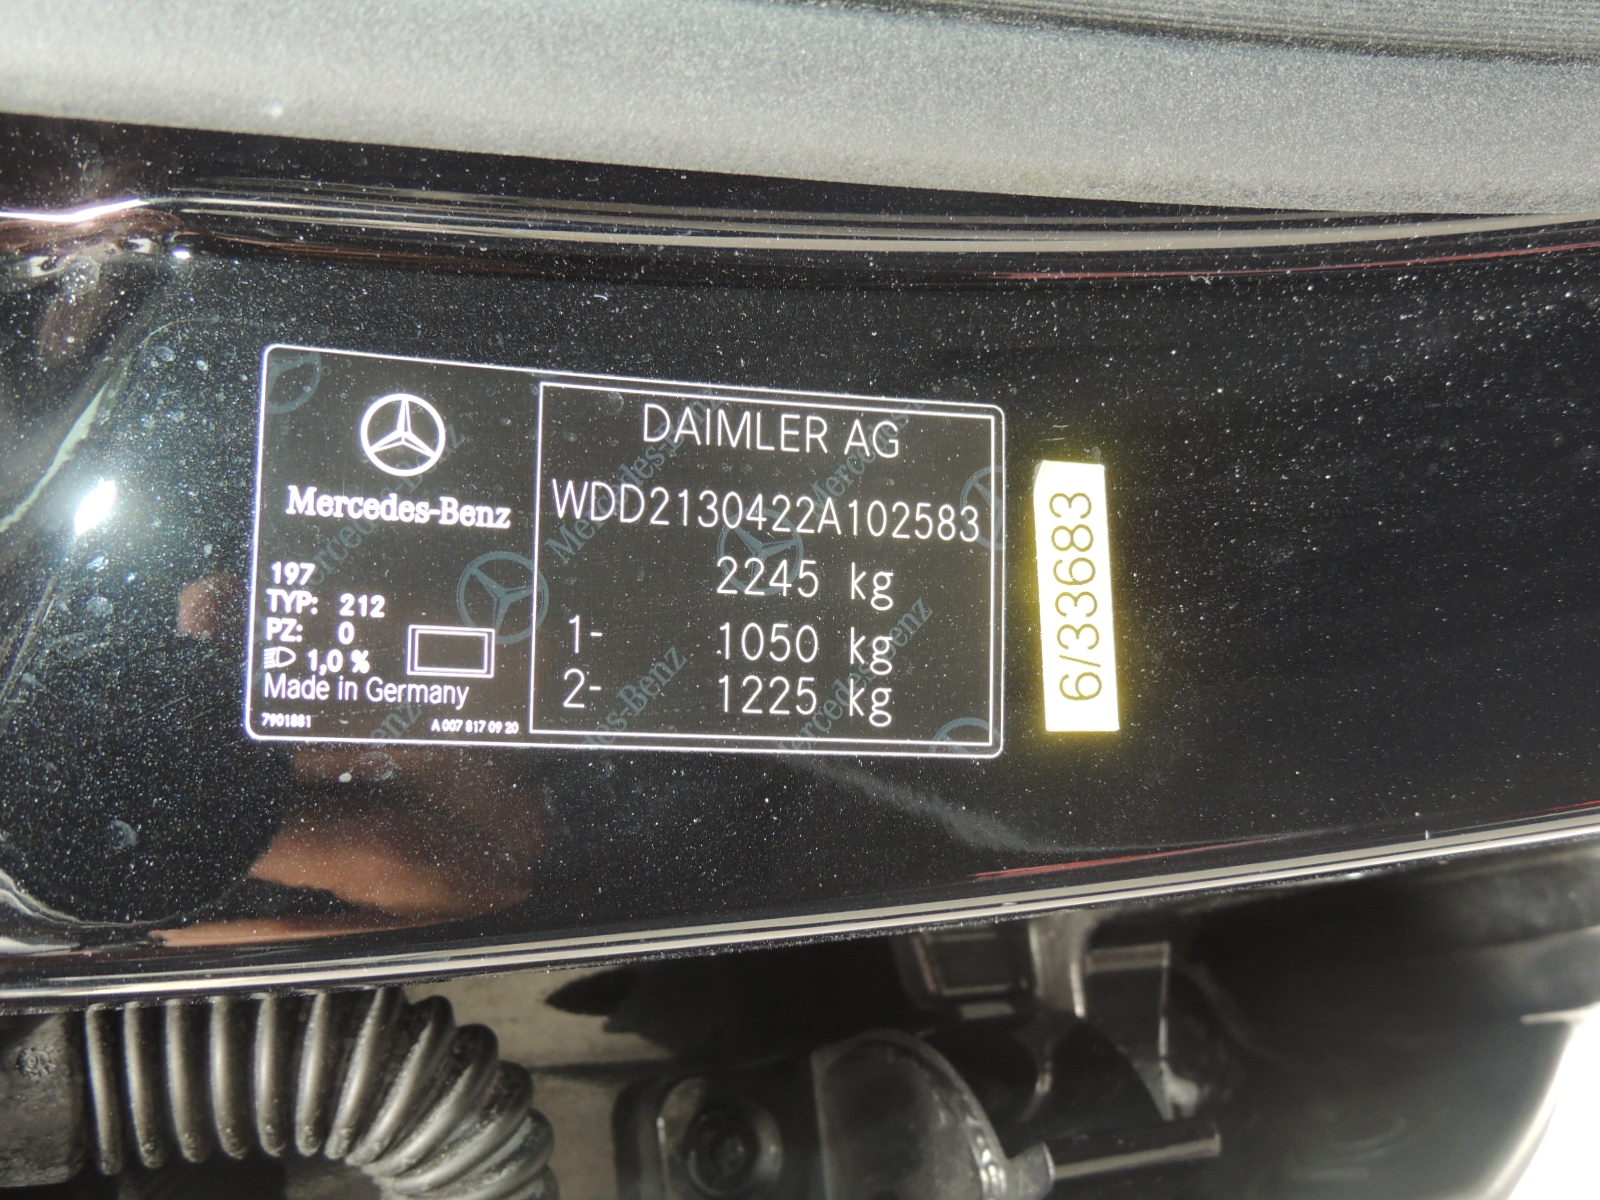 DAIMLER AG
Mercedes-Benz
WDD2130422A102583
2245 kg
1- 1050 kg
2- 1225 kg
197
TYP: 212
PZ: 0
1,0 %
Made in Germany
7901881
A 007 817 09 20
6/33683